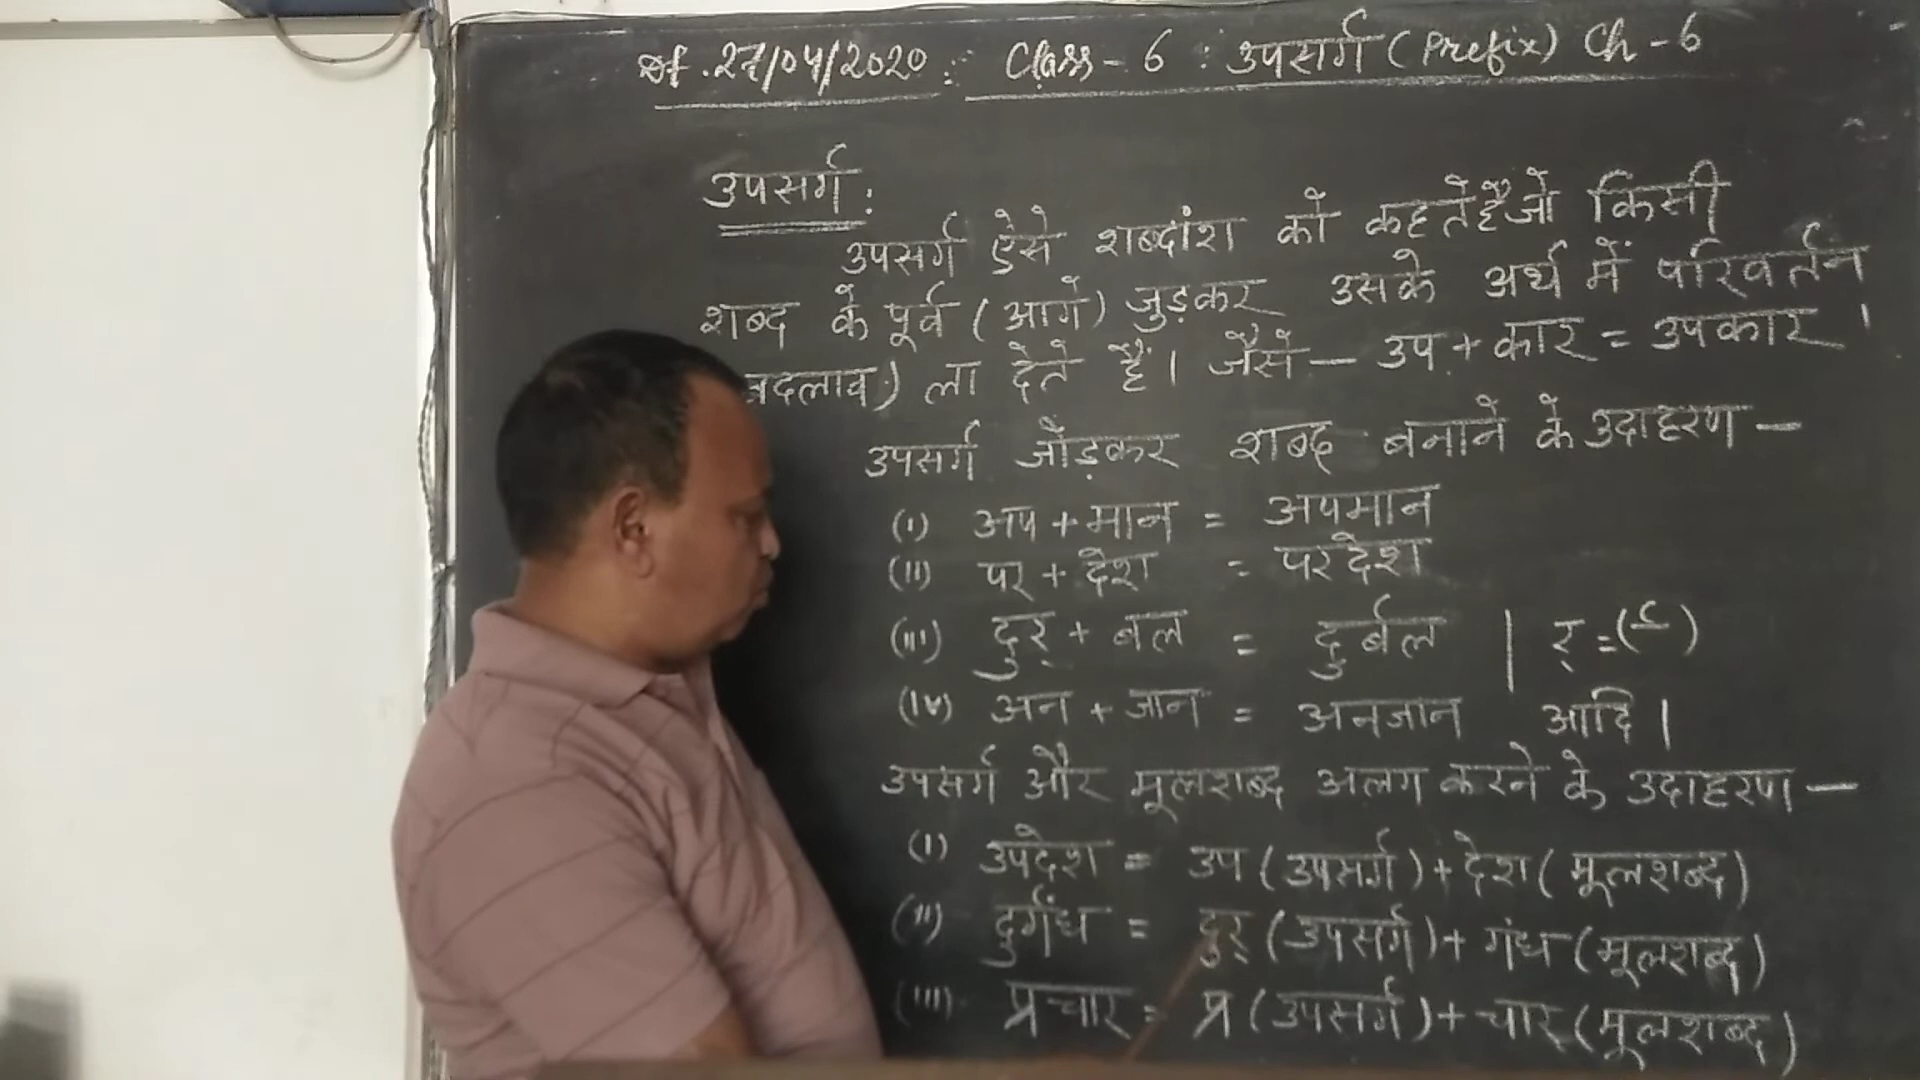 Dt. 27/04/2020 : Class - 6 : उपसर्ग (Prefix) Ch - 6
उपसर्ग :
उपसर्ग ऐसे शब्दांश को कहते है जो किसी
शब्द के पूर्व (आगे) जुड़कर उसके अर्थ में परिवर्तन
बदलाव) ला देते हैं। जैसे — उप + कार = उपकार ।
उपसर्ग जोड़कर शब्द बनाने के उदाहरण —
(i) अप + मान = अपमान
(ii) पर + देश = परदेश
(iii) दुर् + बल = दुर्बल | र् = (र्)
(iv) अन + जान = अनजान आदि |
उपसर्ग और मूलशब्द अलग करने के उदाहरण —
(i) उपदेश = उप (उपसर्ग) + देश (मूलशब्द)
(ii) दुर्गंध = दुर् (उपसर्ग) + गंध (मूलशब्द)
(iii) प्रचार = प्र (उपसर्ग) + चार (मूलशब्द)